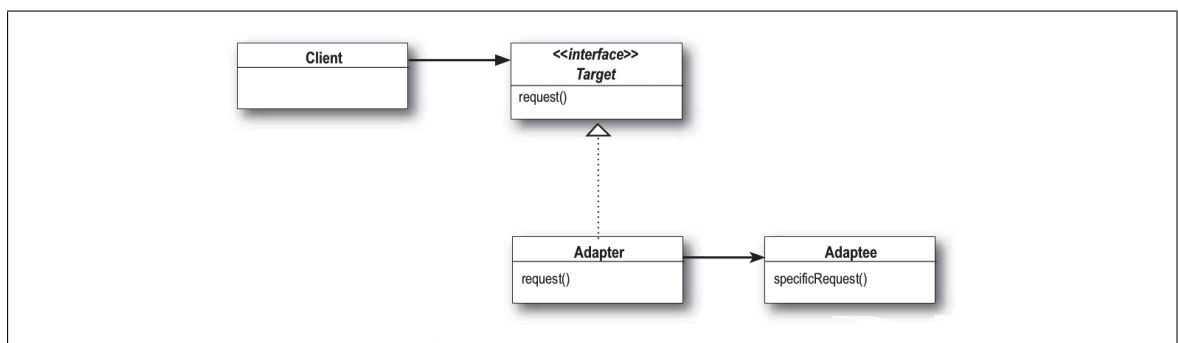 Client
<<interface>>
Target
request()
Adapter
request()
Adaptee
specificRequest()